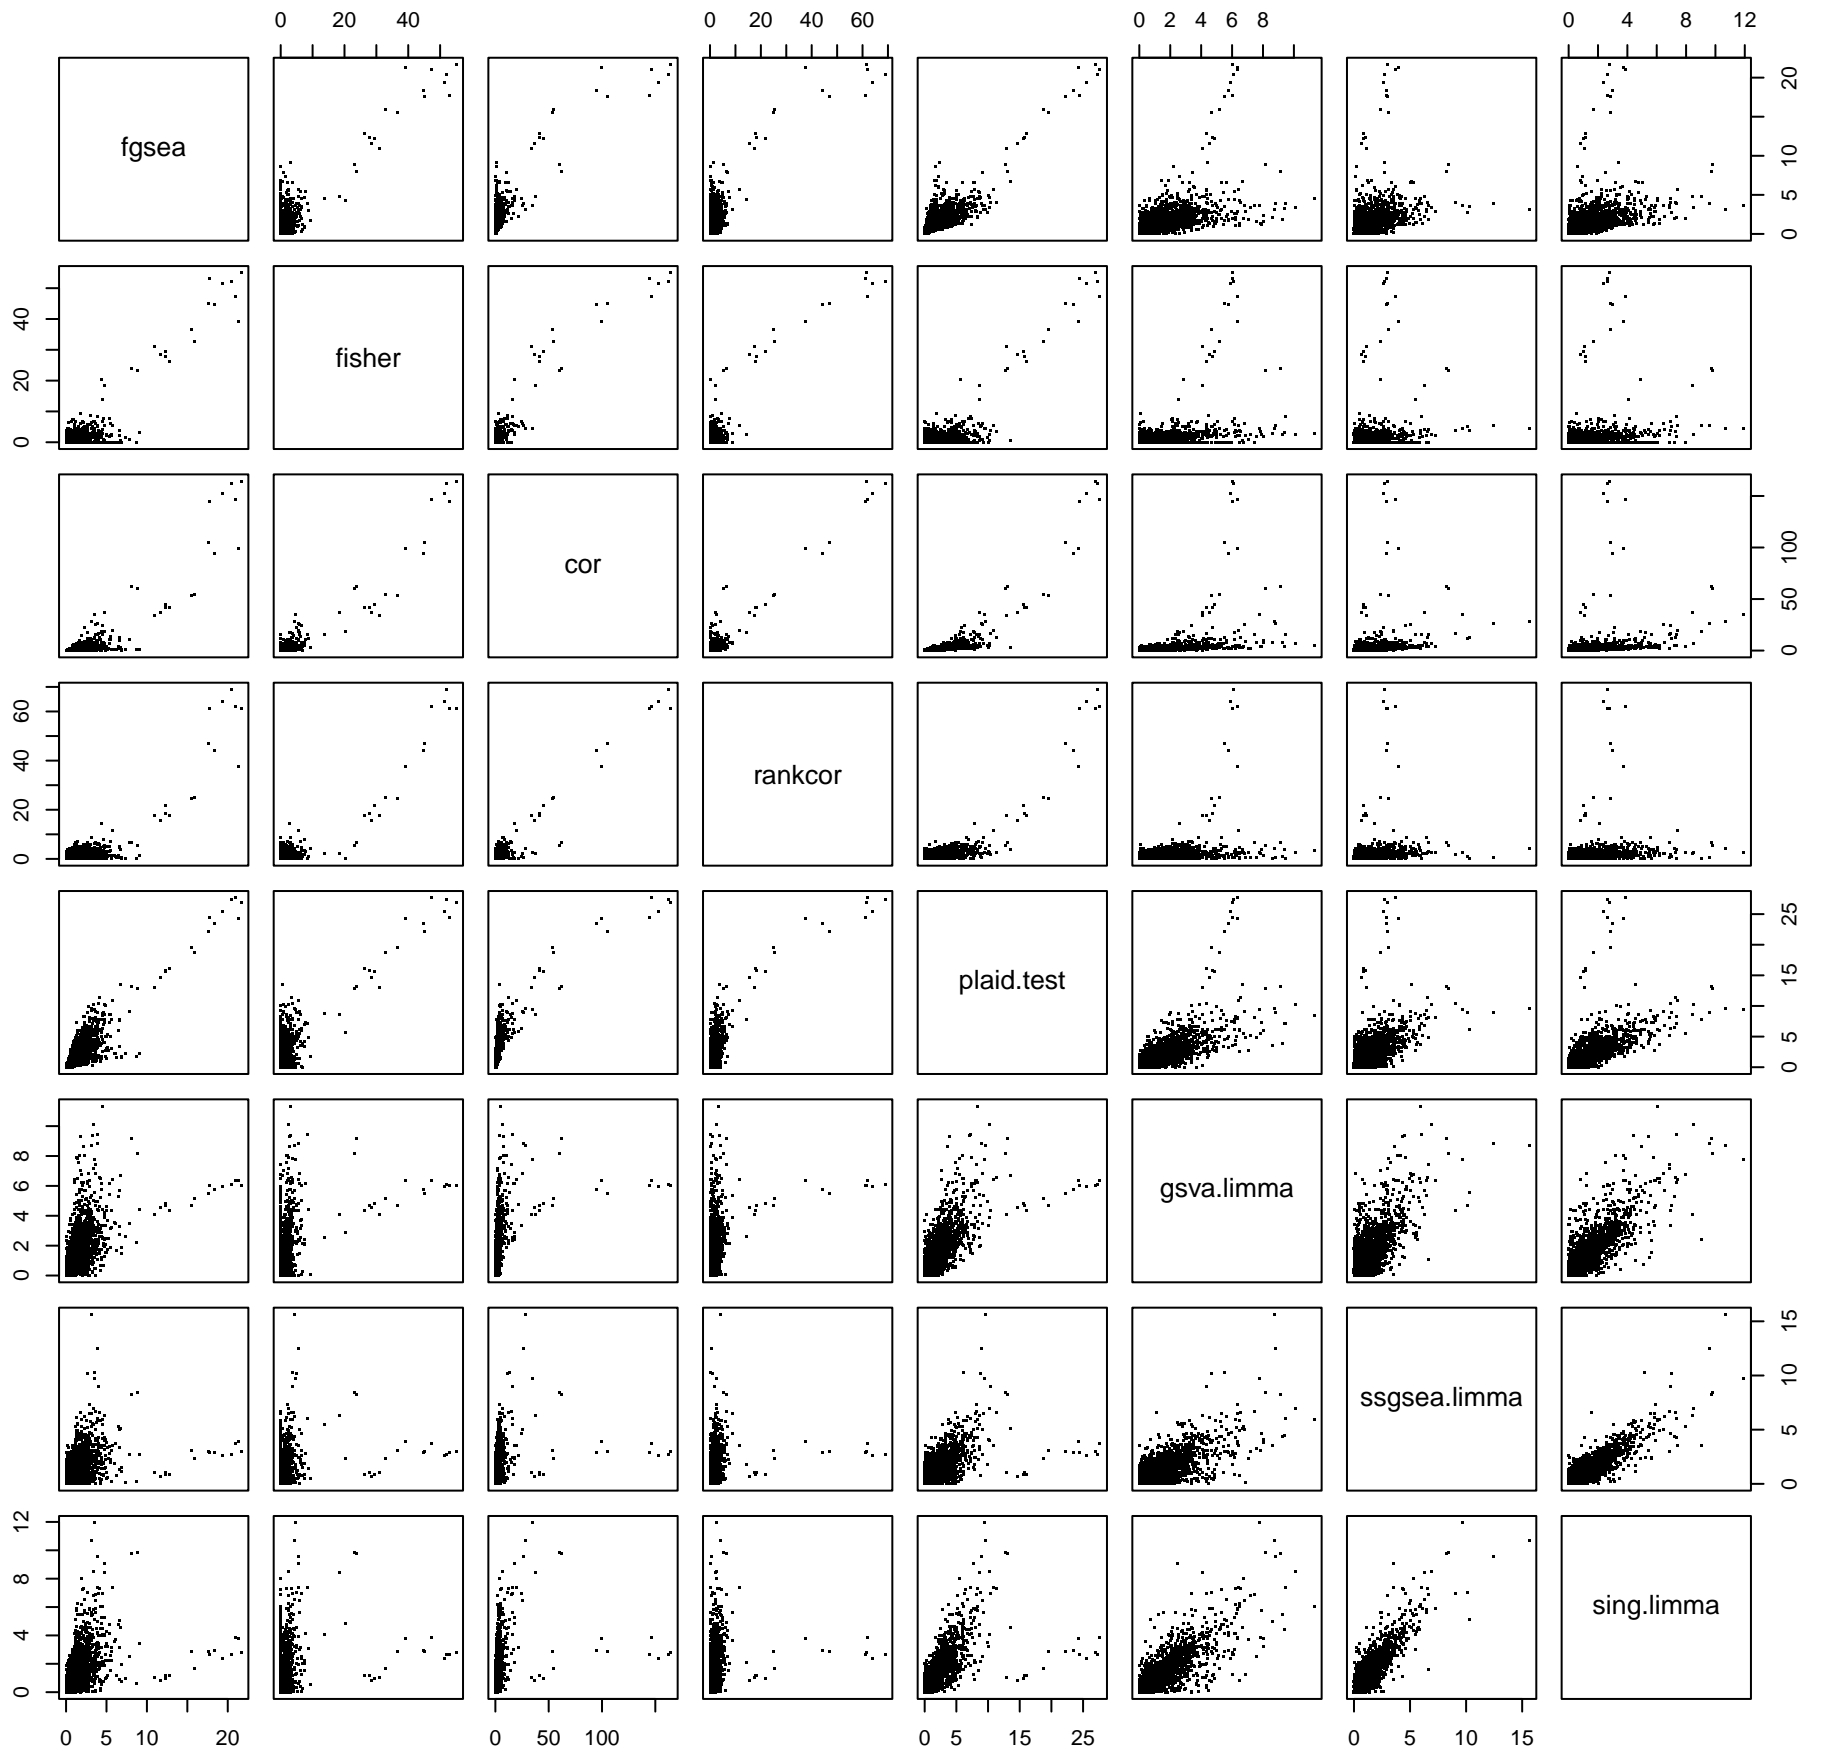 0 20 40 0 20 40 60 0 2 4 6 8 0 4 8 12
fgsea 0 5 10 20
0 20 40 fisher
cor 0 50 100
0 20 40 60 rankcor
plaid.test 0 5 15 25
0 2 4 6 8 gsva.limma
ssgsea.limma 0 5 10 15
0 4 8 12 sing.limma
0 5 10 20 0 50 100 0 5 15 25 0 5 10 15